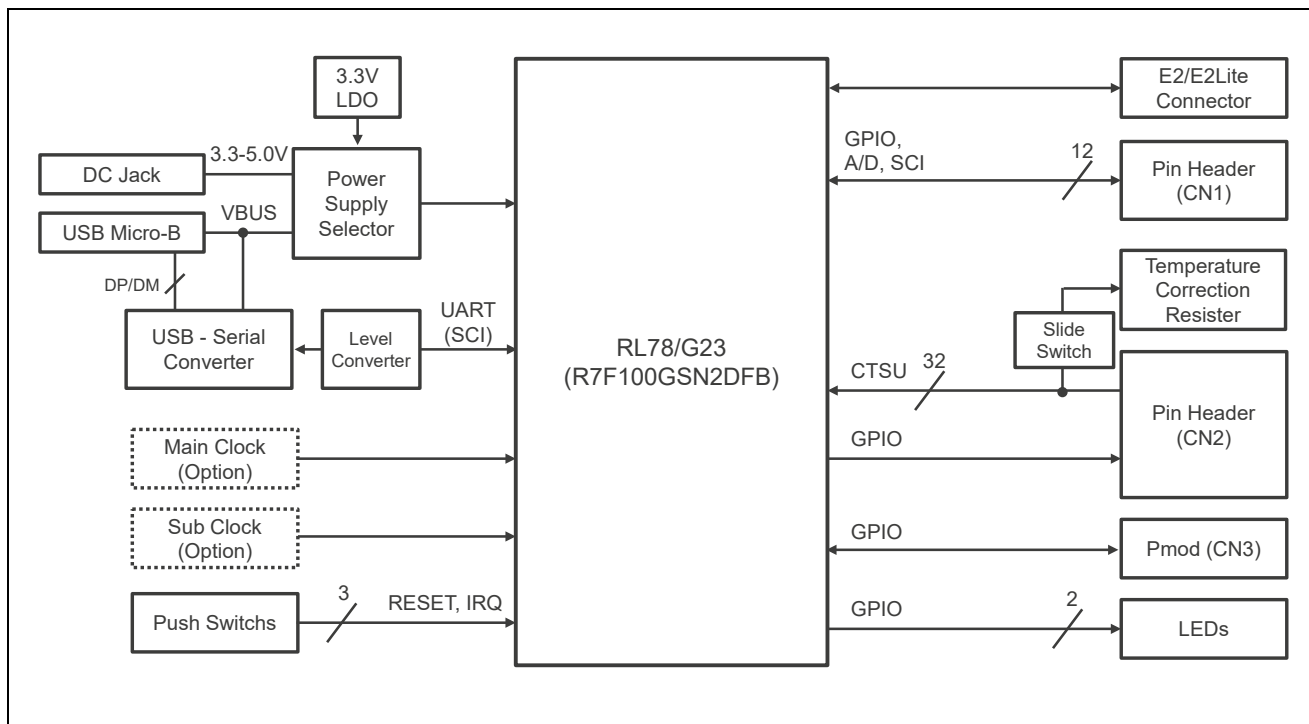 3.3V
LDO
DC Jack
3.3-5.0V
Power
Supply
Selector
USB Micro-B
VBUS
DP/DM
USB - Serial
Converter
Level
Converter
UART
(SCI)
Main Clock
(Option)
Sub Clock
(Option)
Push Switchs
3
RESET, IRQ
RL78/G23
(R7F100GSN2DFB)
E2/E2Lite
Connector
GPIO,
A/D, SCI
12
Pin Header
(CN1)
Temperature
Correction
Resister
Slide
Switch
CTSU
32
Pin Header
(CN2)
GPIO
GPIO
Pmod (CN3)
GPIO
2
LEDs